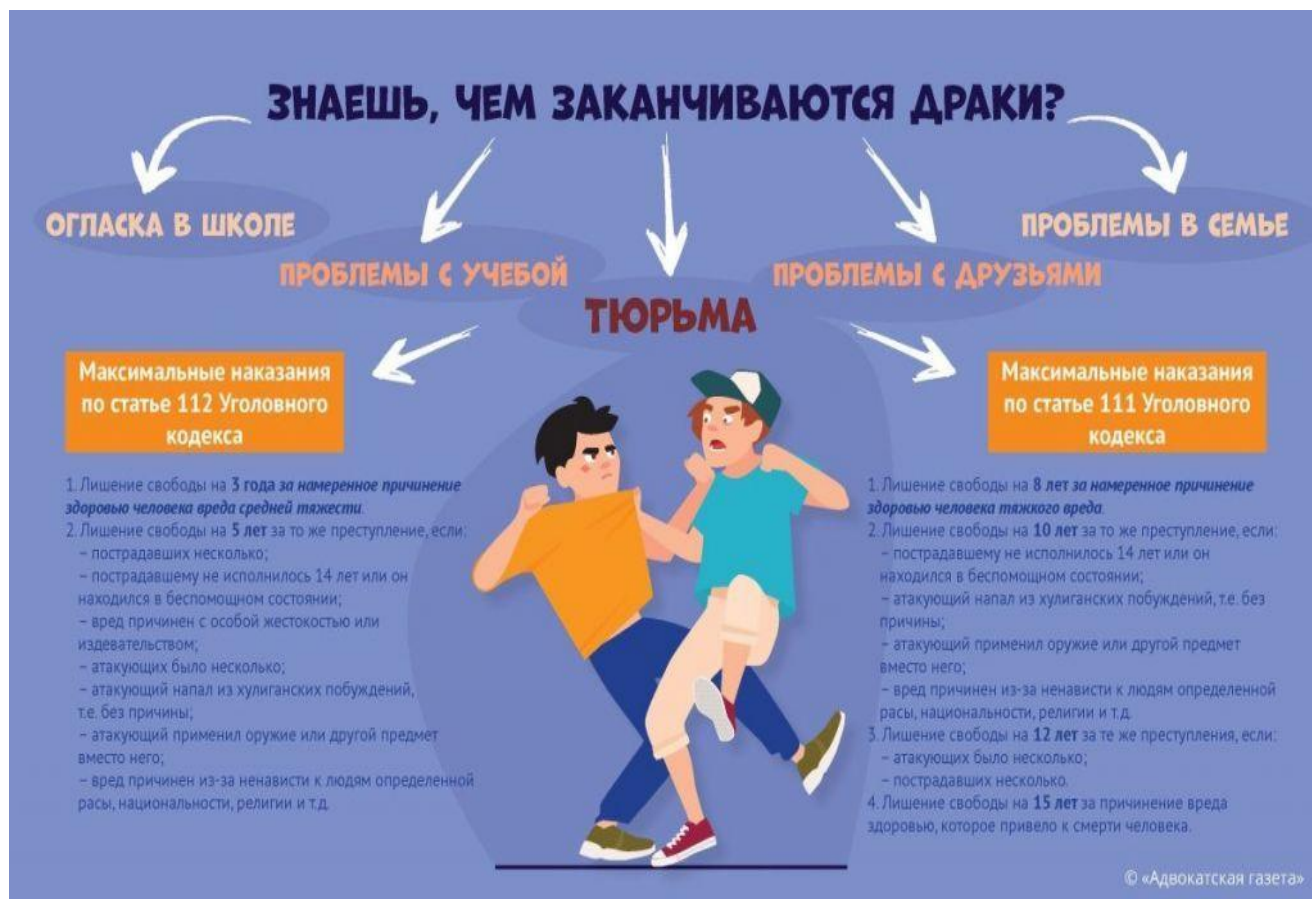 ЗНАЕШЬ, ЧЕМ ЗАКАНЧИВАЮТСЯ ДРАКИ?
ОГЛАСКА В ШКОЛЕ
ПРОБЛЕМЫ С УЧЕБОЙ
ТЮРЬМА
ПРОБЛЕМЫ С ДРУЗЬЯМИ
ПРОБЛЕМЫ В СЕМЬЕ
Максимальные наказания
по статье 112 Уголовного
кодекса
1. Лишение свободы на 3 года за намеренное причинение
здоровью человека вреда средней тяжести.
2. Лишение свободы на 5 лет за то же преступление, если:
– пострадавших несколько;
– пострадавшему не исполнилось 14 лет или он
находился в беспомощном состоянии;
– вред причинен с особой жестокостью или
издевательством;
– атакующих было несколько;
– атакующий напал из хулиганских побуждений,
т.е. без причины;
– атакующий применил оружие или другой предмет
вместо него;
– вред причинен из-за ненависти к людям определенной
расы, национальности, религии и т.д.
Максимальные наказания
по статье 111 Уголовного
кодекса
1. Лишение свободы на 8 лет за намеренное причинение
здоровью человека тяжкого вреда.
2. Лишение свободы на 10 лет за то же преступление, если:
– пострадавшему не исполнилось 14 лет или он
находился в беспомощном состоянии;
– атакующий напал из хулиганских побуждений, т.е. без
причины;
– атакующий применил оружие или другой предмет
вместо него;
– вред причинен из-за ненависти к людям определенной
расы, национальности, религии и т.д.
3. Лишение свободы на 12 лет за те же преступления, если:
– атакующих было несколько;
– пострадавших несколько.
4. Лишение свободы на 15 лет за причинение вреда
здоровью, которое привело к смерти человека.
© «Адвокатская газета»